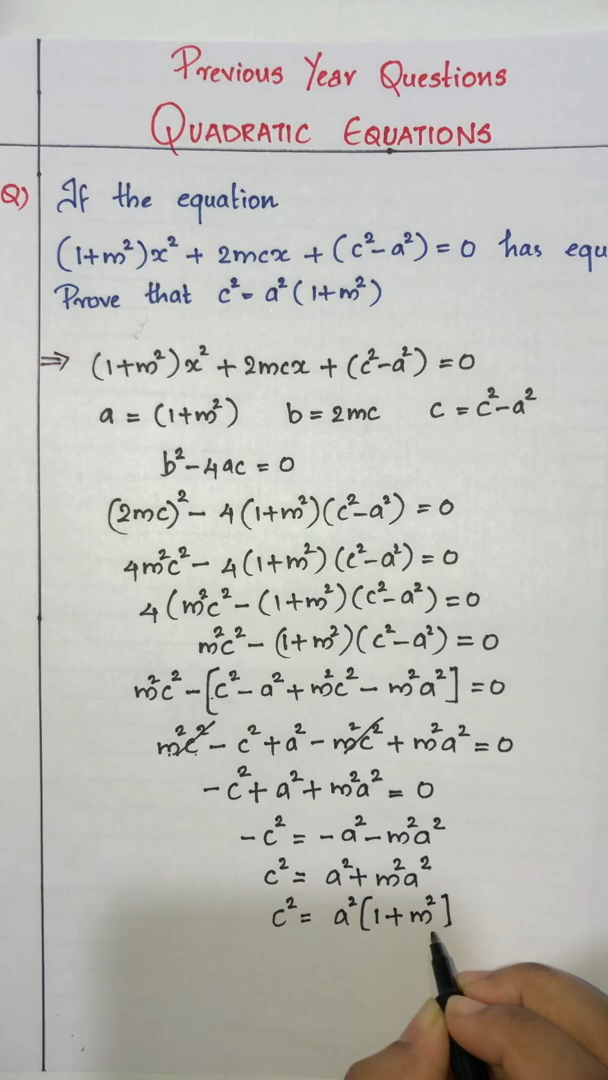 Previous Year Questions
QUADRATIC EQUATIONS
Q) If the equation
(1+m²)x² + 2mcx + (c²-a²) = 0 has equ
Prove that c² = a² (1+m²)
⇒ (1+m²)x² + 2mcx + (c²-a²) = 0
a = (1+m²) b = 2mc c = c²-a²
b²-4ac = 0
(2mc)² - 4(1+m²)(c²-a²) = 0
4m²c² - 4(1+m²)(c²-a²) = 0
4(m²c² - (1+m²)(c²-a²) = 0
m²c² - (1+m²)(c²-a²) = 0
m²c² - [c² - a² + m²c² - m²a²] = 0
m²c² - c² + a² - m²c² + m²a² = 0
-c² + a² + m²a² = 0
-c² = -a² - m²a²
c² = a² + m²a²
c² = a²[1+m²]